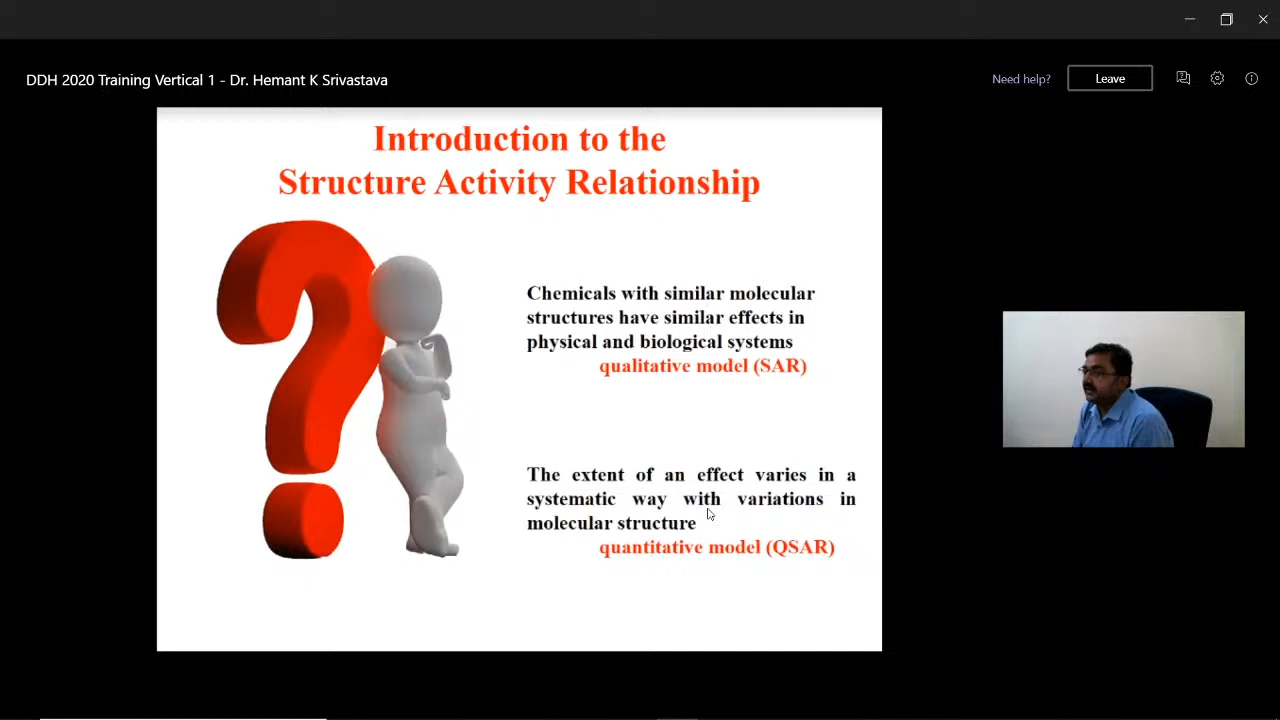 DDH 2020 Training Vertical 1 - Dr. Hemant K Srivastava
Need help?
Leave
Introduction to the
Structure Activity Relationship
Chemicals with similar molecular
structures have similar effects in
physical and biological systems
qualitative model (SAR)
The extent of an effect varies in a
systematic way with variations in
molecular structure
quantitative model (QSAR)